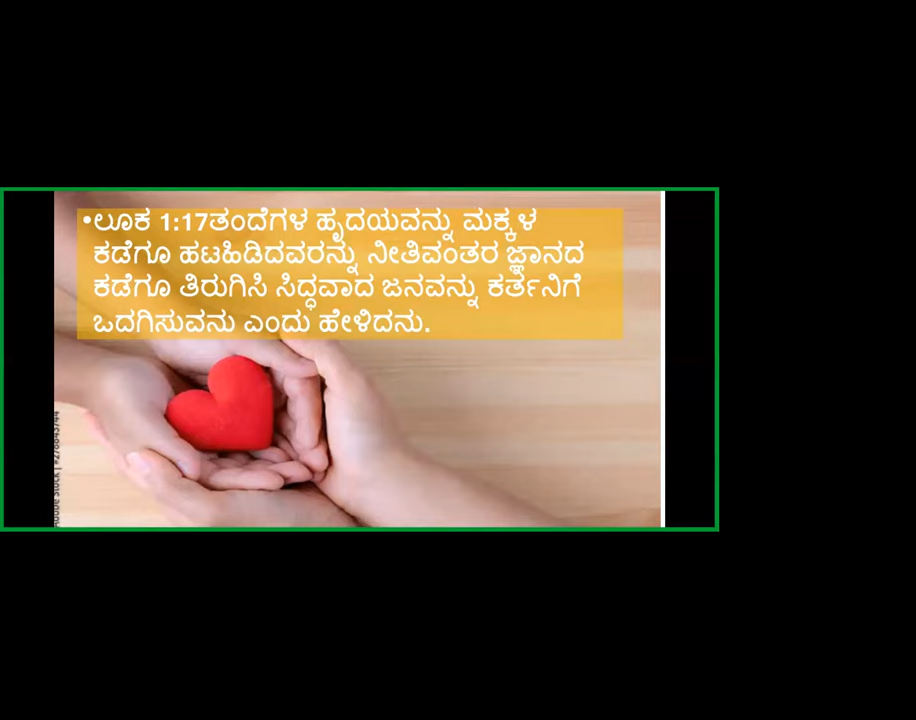 •ಲೂಕ 1:17ತಂದೆಗಳ ಹೃದಯವನ್ನು ಮಕ್ಕಳ
ಕಡೆಗೂ ಹಟಹಿಡಿದವರನ್ನು ನೀತಿವಂತರ ಜ್ಞಾನದ
ಕಡೆಗೂ ತಿರುಗಿಸಿ ಸಿದ್ಧವಾದ ಜನವನ್ನು ಕರ್ತನಿಗೆ
ಒದಗಿಸುವನು ಎಂದು ಹೇಳಿದನು.